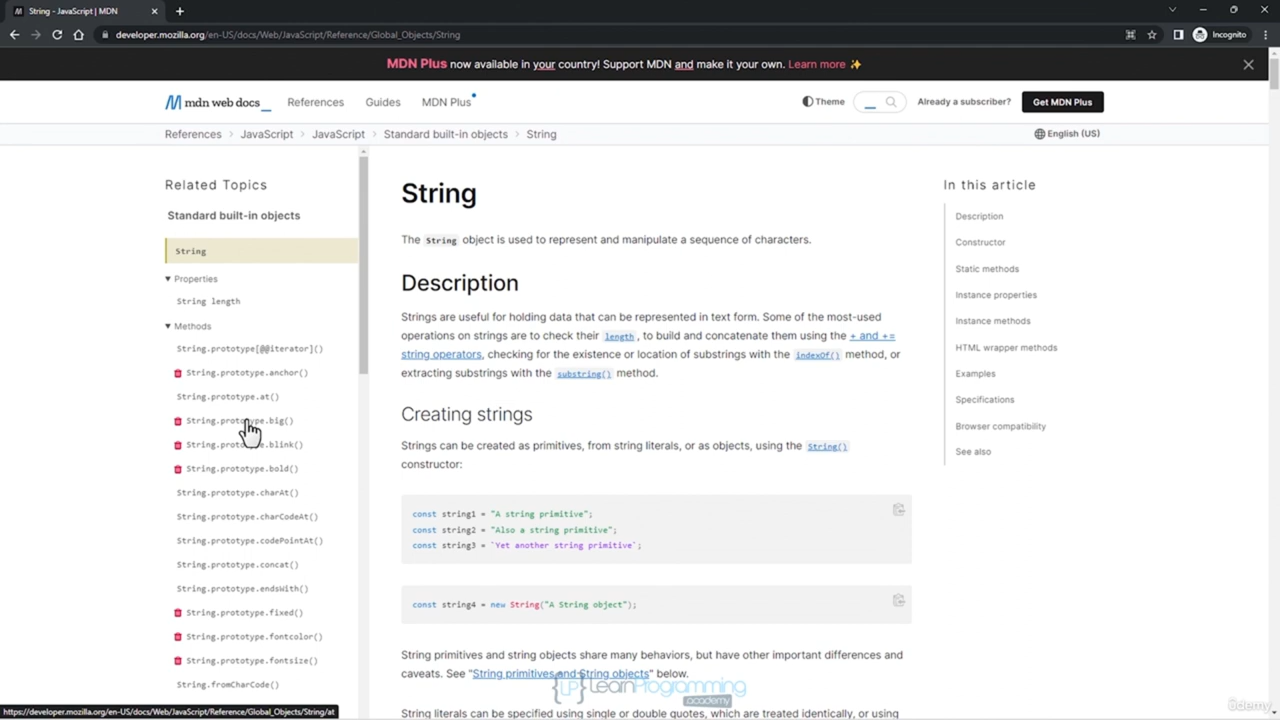 String - JavaScript | MDN
developer.mozilla.org/en-US/docs/Web/JavaScript/Reference/Global_Objects/String
Incognito
MDN Plus now available in your country! Support MDN and make it your own. Learn more ✨
mdn web docs_
References
Guides
MDN Plus
Theme
Already a subscriber?
Get MDN Plus
References > JavaScript > JavaScript > Standard built-in objects > String
English (US)
Related Topics
Standard built-in objects
String
Properties
String length
Methods
String.prototype[@@iterator]()
String.prototype.anchor()
String.prototype.at()
String.prototype.big()
String.prototype.blink()
String.prototype.bold()
String.prototype.charAt()
String.prototype.charCodeAt()
String.prototype.codePointAt()
String.prototype.concat()
String.prototype.endsWith()
String.prototype.fixed()
String.prototype.fontcolor()
String.prototype.fontsize()
String.fromCharCode()
https://developer.mozilla.org/en-US/docs/Web/JavaScript/Reference/Global_Objects/String/at
String
The String object is used to represent and manipulate a sequence of characters.
Description
Strings are useful for holding data that can be represented in text form. Some of the most-used
operations on strings are to check their length, to build and concatenate them using the + and +=
string operators, checking for the existence or location of substrings with the indexOf() method, or
extracting substrings with the substring() method.
Creating strings
Strings can be created as primitives, from string literals, or as objects, using the String()
constructor:
const string1 = "A string primitive";
const string2 = "Also a string primitive";
const string3 = `Yet another string primitive`;
const string4 = new String("A String object");
String primitives and string objects share many behaviors, but have other important differences and
caveats. See "String primitives and String objects" below.
String literals can be specified using single or double quotes, which are treated identically, or using
In this article
Description
Constructor
Static methods
Instance properties
Instance methods
HTML wrapper methods
Examples
Specifications
Browser compatibility
See also
LP LearnProgramming
academy
ûdemy